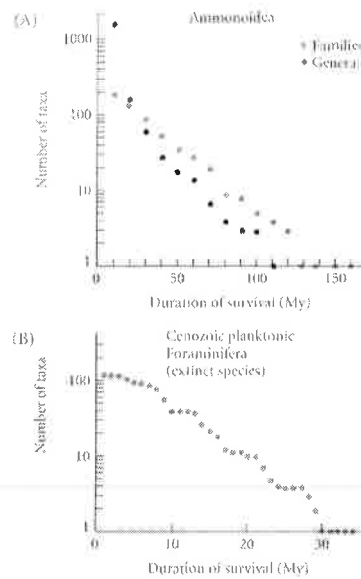 (A)
Ammonoidea
Families
Genera
1000
100
10
1
Number of taxa
0
50
100
150
Duration of survival (My)
(B)
Cenozoic planktonic
Foraminifera
(extinct species)
100
10
1
Number of taxa
0
10
20
30
Duration of survival (My)